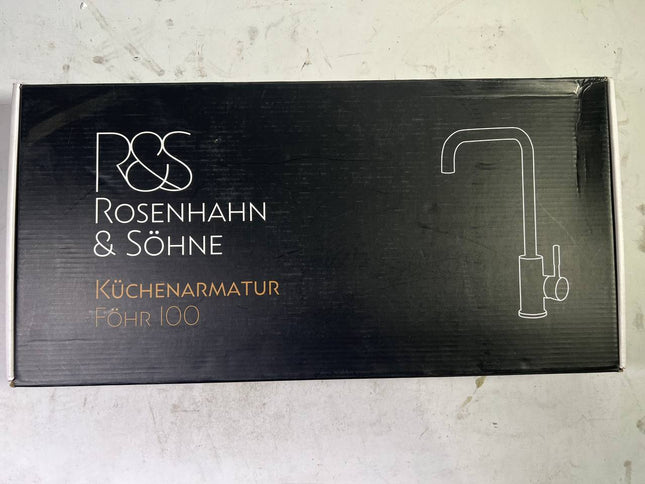 R&S
ROSENHAHN
& SÖHNE
KÜCHENARMATUR
FÖHR 100